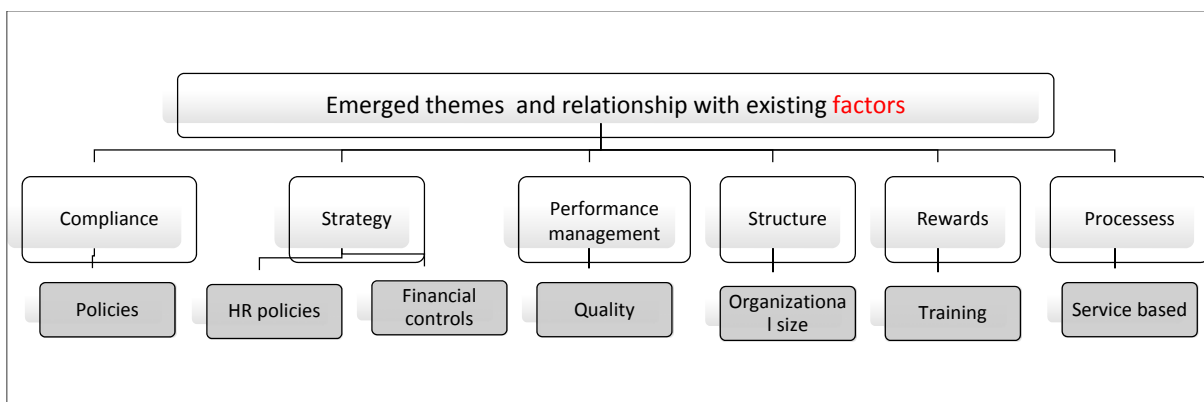 Emerged themes and relationship with existing factors
Compliance
Strategy
Performance
management
Structure
Rewards
Processess
Policies
HR policies
Financial
controls
Quality
Organizationa
l size
Training
Service based